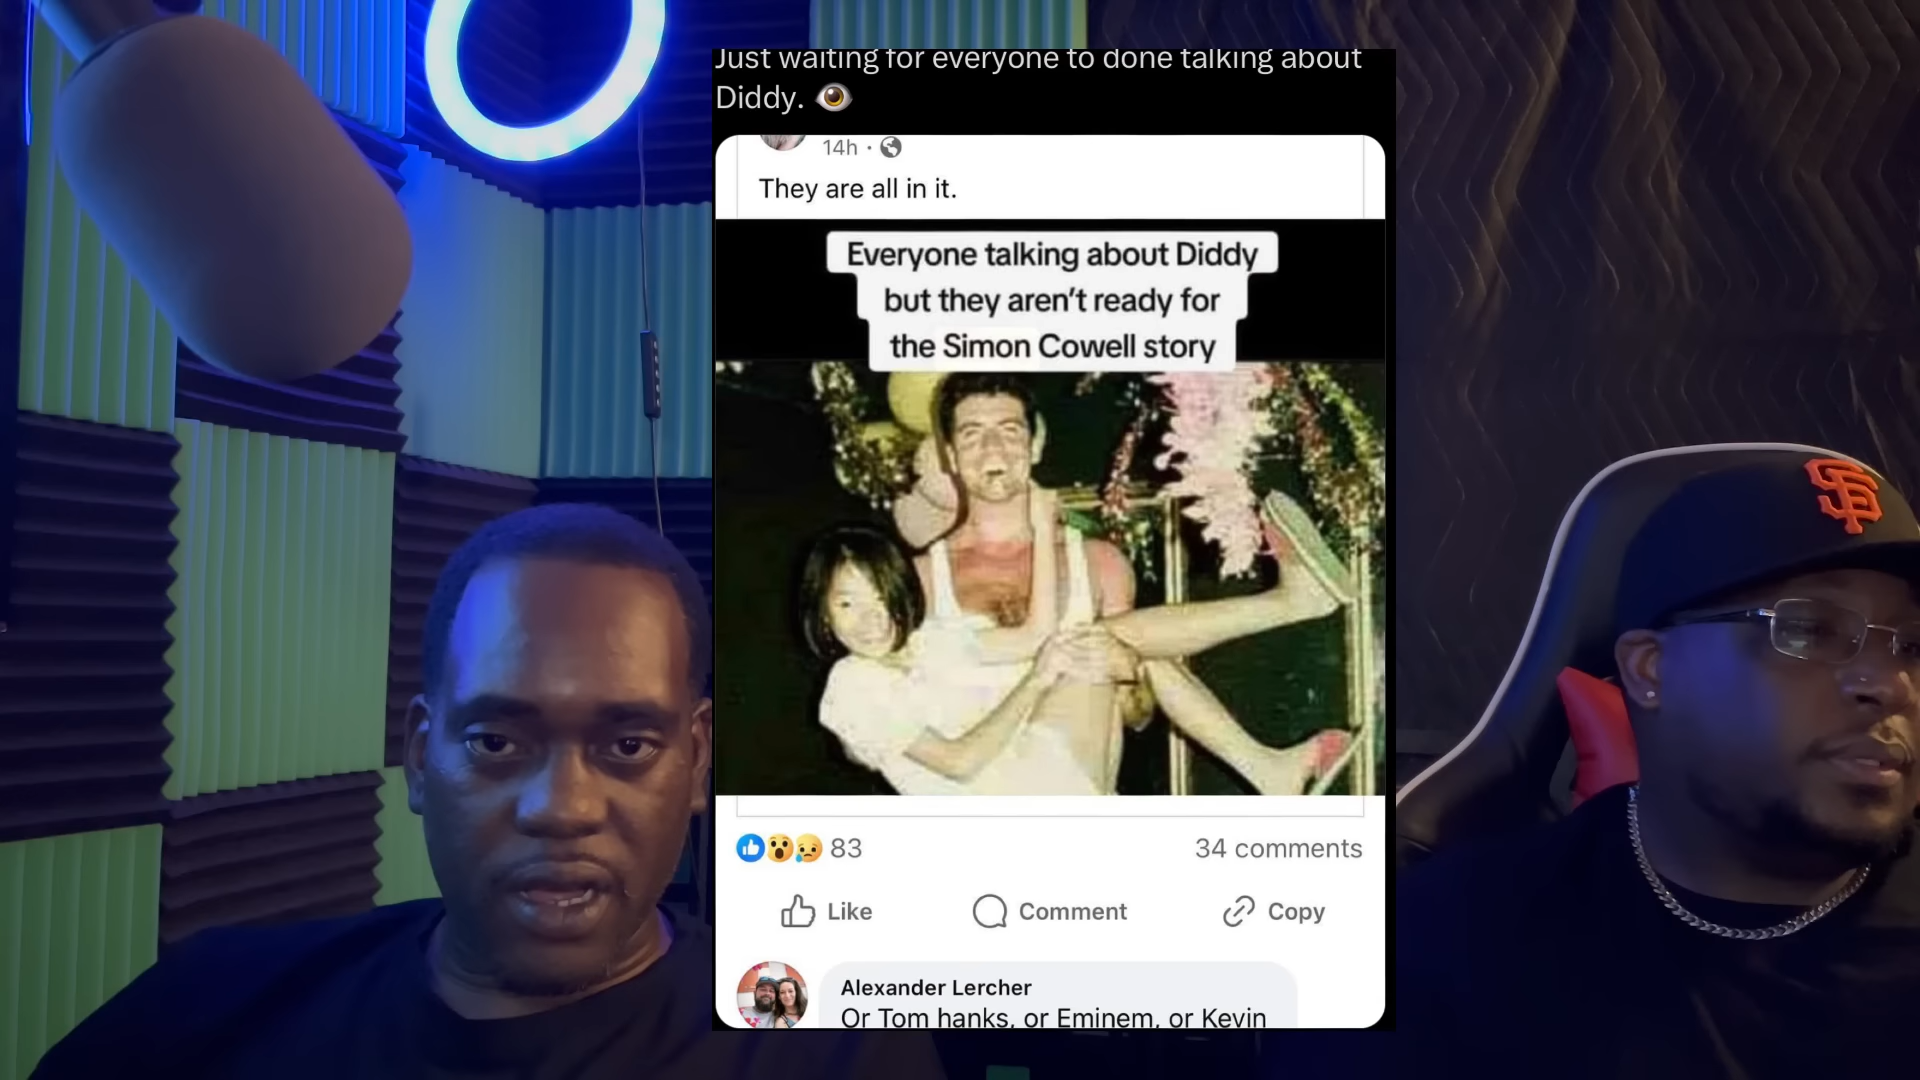 Just waiting for everyone to done talking about
Diddy. 👁️
14h ·
They are all in it.
Everyone talking about Diddy
but they aren't ready for
the Simon Cowell story
83
34 comments
Like
Comment
Copy
Alexander Lercher
Or Tom hanks, or Eminem, or Kevin
SF